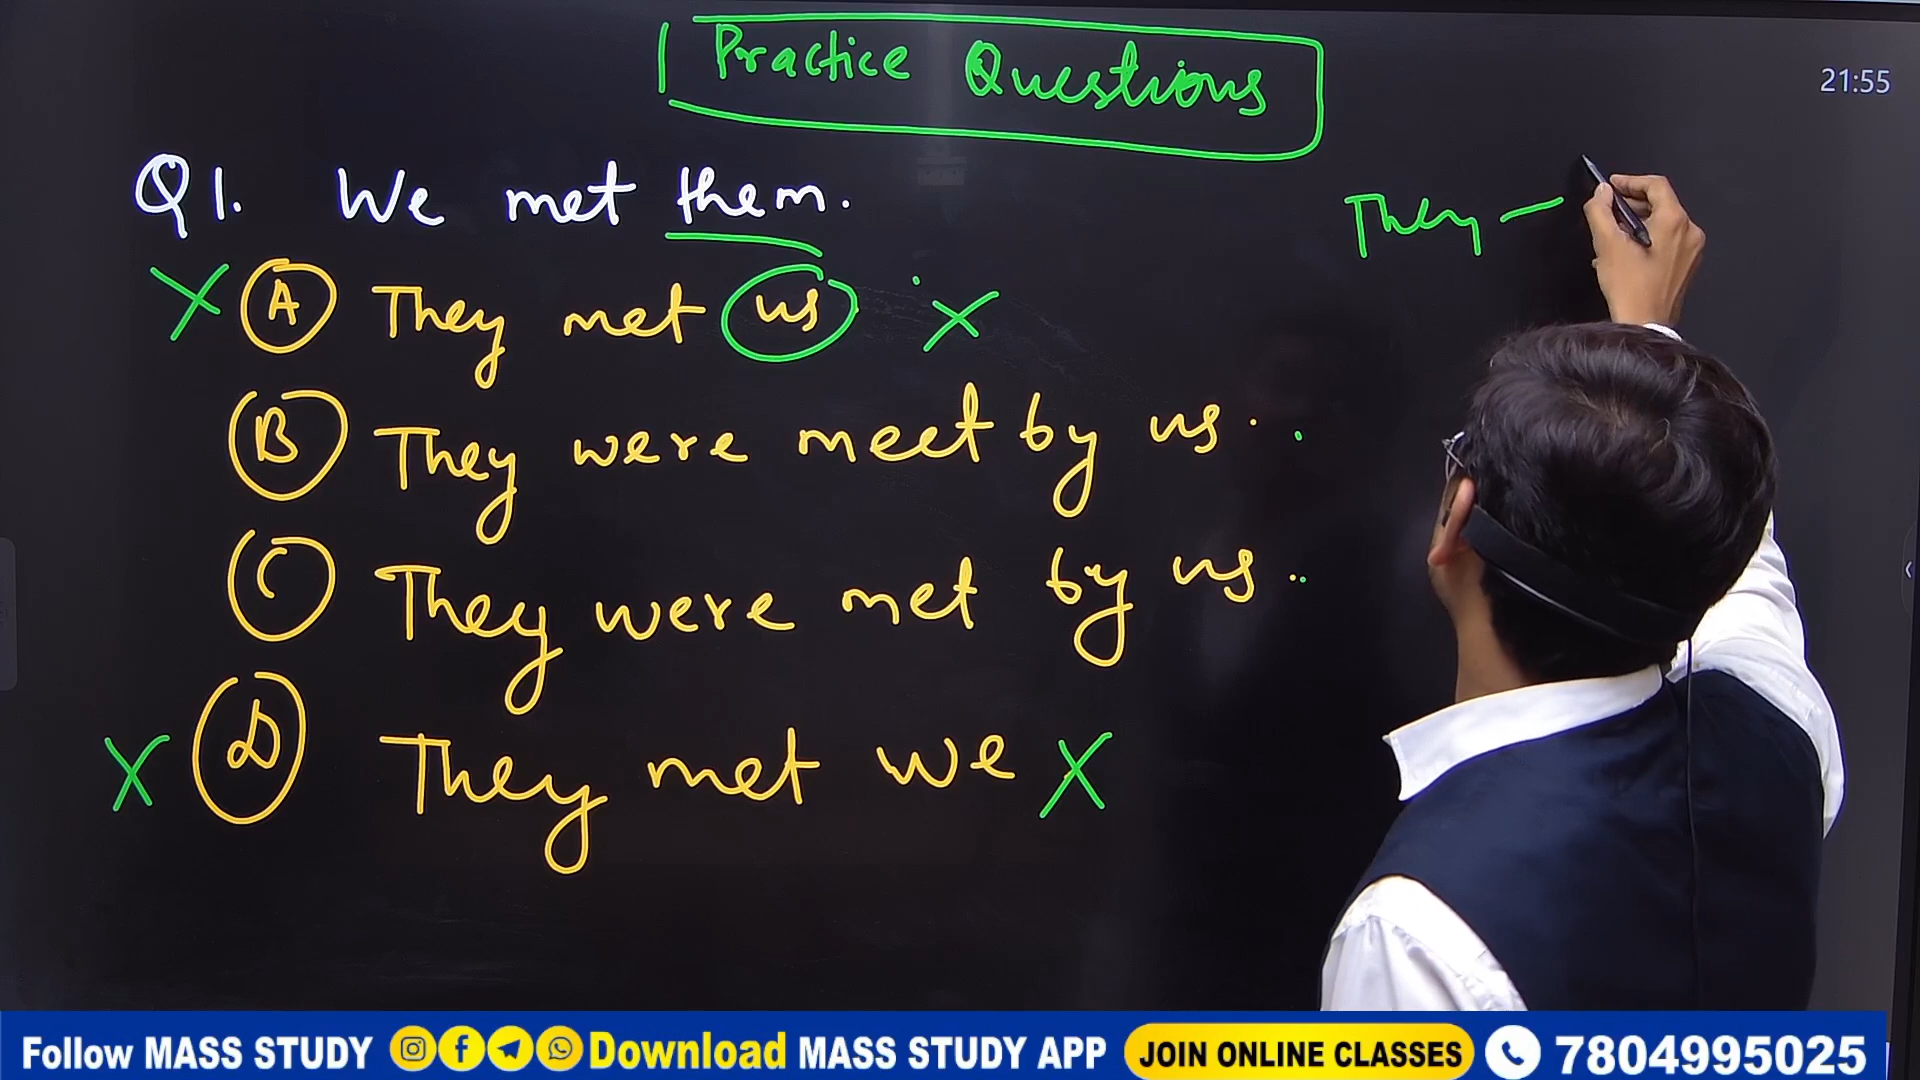 Practice Questions
21:55
Q1. We met them.
They —
X A They met us X
B They were meet by us.
C They were met by us.
X D They met we X
Follow MASS STUDY Download MASS STUDY APP JOIN ONLINE CLASSES 7804995025